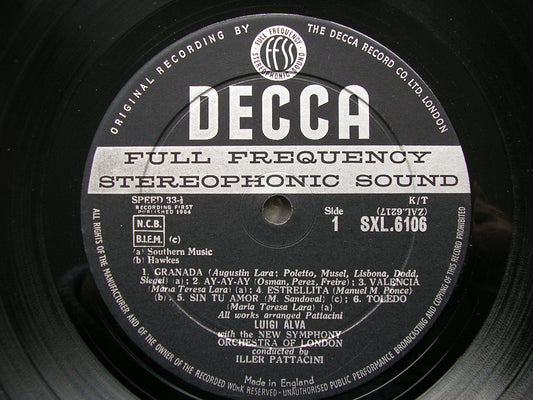 ORIGINAL RECORDING BY THE DECCA RECORD CO. LTD. LONDON
FULL FREQUENCY
ffss
STEREOPHONIC SOUND
DECCA
FULL FREQUENCY
STEREOPHONIC SOUND
SPEED 33⅓
RECORDING FIRST
PUBLISHED 1964
K/T
(ZAL.6217)
N.C.B.
B.I.E.M. (c)
Side
1
SXL.6106
(a) Southern Music
(b) Hawkes
1. GRANADA (Augustin Lara; Poletto, Musel, Lisbona, Dodd,
Siegel) (a); 2. AY-AY-AY (Osman, Perez, Freire); 3. VALENCIA
(Maria Teresa Lara) (a); 4. ESTRELLITA (Manuel M. Ponce)
(b). 5. SIN TU AMOR (M. Sandoval) (c); 6. TOLEDO
(Maria Teresa Lara) (a)
All works arranged Pattacini
LUIGI ALVA
with the NEW SYMPHONY
ORCHESTRA OF LONDON
conducted by
ILLER PATTACINI
Made in England
ALL RIGHTS OF THE MANUFACTURER AND OF THE OWNER OF THE RECORDED WORK RESERVED - UNAUTHORISED PUBLIC PERFORMANCE BROADCASTING AND COPYING OF THIS RECORD PROHIBITED